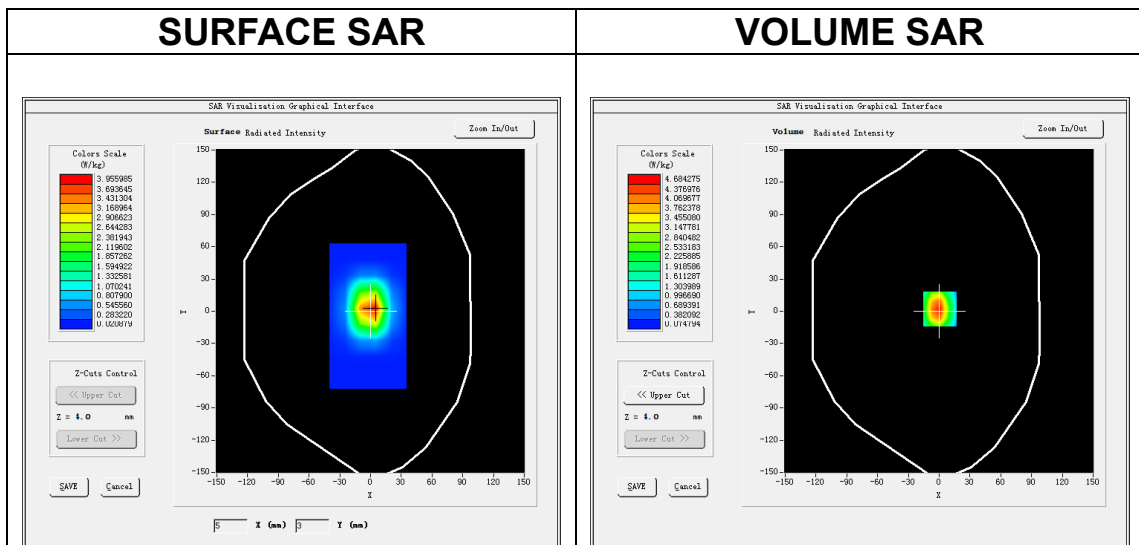 SURFACE SAR
VOLUME SAR
SAR Visualisation Graphical Interface
Surface Radiated Intensity
Zoom In/Out
Colors Scale
(W/kg)
3.955985
3.693645
3.431304
3.168964
2.906623
2.644283
2.381943
2.119602
1.857262
1.594922
1.332581
1.070241
0.807900
0.545560
0.283220
0.020879
150
120
90
60
30
0
-30
-60
-90
-120
-150
Y
-150 -120 -90 -60 -30 0 30 60 90 120 150
X
Z-Cuts Control
<< Upper Cut
Z = 4.0 mm
Lower Cut >>
SAVE Cancel
5 X (mm) 3 Y (mm)
SAR Visualisation Graphical Interface
Volume Radiated Intensity
Zoom In/Out
Colors Scale
(W/kg)
4.684275
4.376976
4.069677
3.762378
3.455080
3.147781
2.840482
2.533183
2.225885
1.918586
1.611287
1.303989
0.996690
0.689391
0.382092
0.074794
150
120
90
60
30
0
-30
-60
-90
-120
-150
Y
-150 -120 -90 -60 -30 0 30 60 90 120 150
X
Z-Cuts Control
<< Upper Cut
Z = 4.0 mm
Lower Cut >>
SAVE Cancel